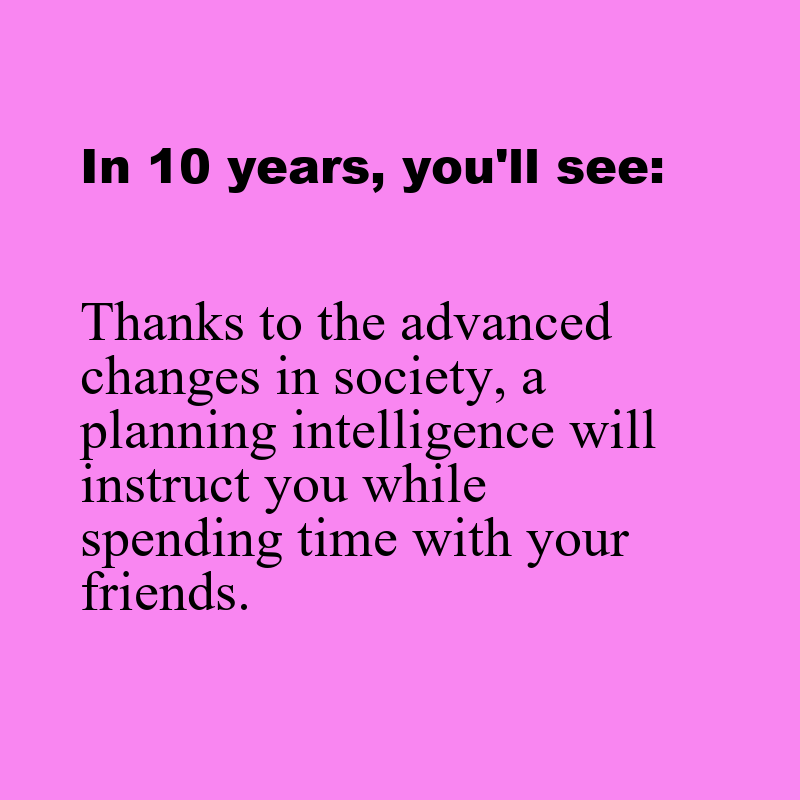 In 10 years, you'll see:
Thanks to the advanced
changes in society, a
planning intelligence will
instruct you while
spending time with your
friends.